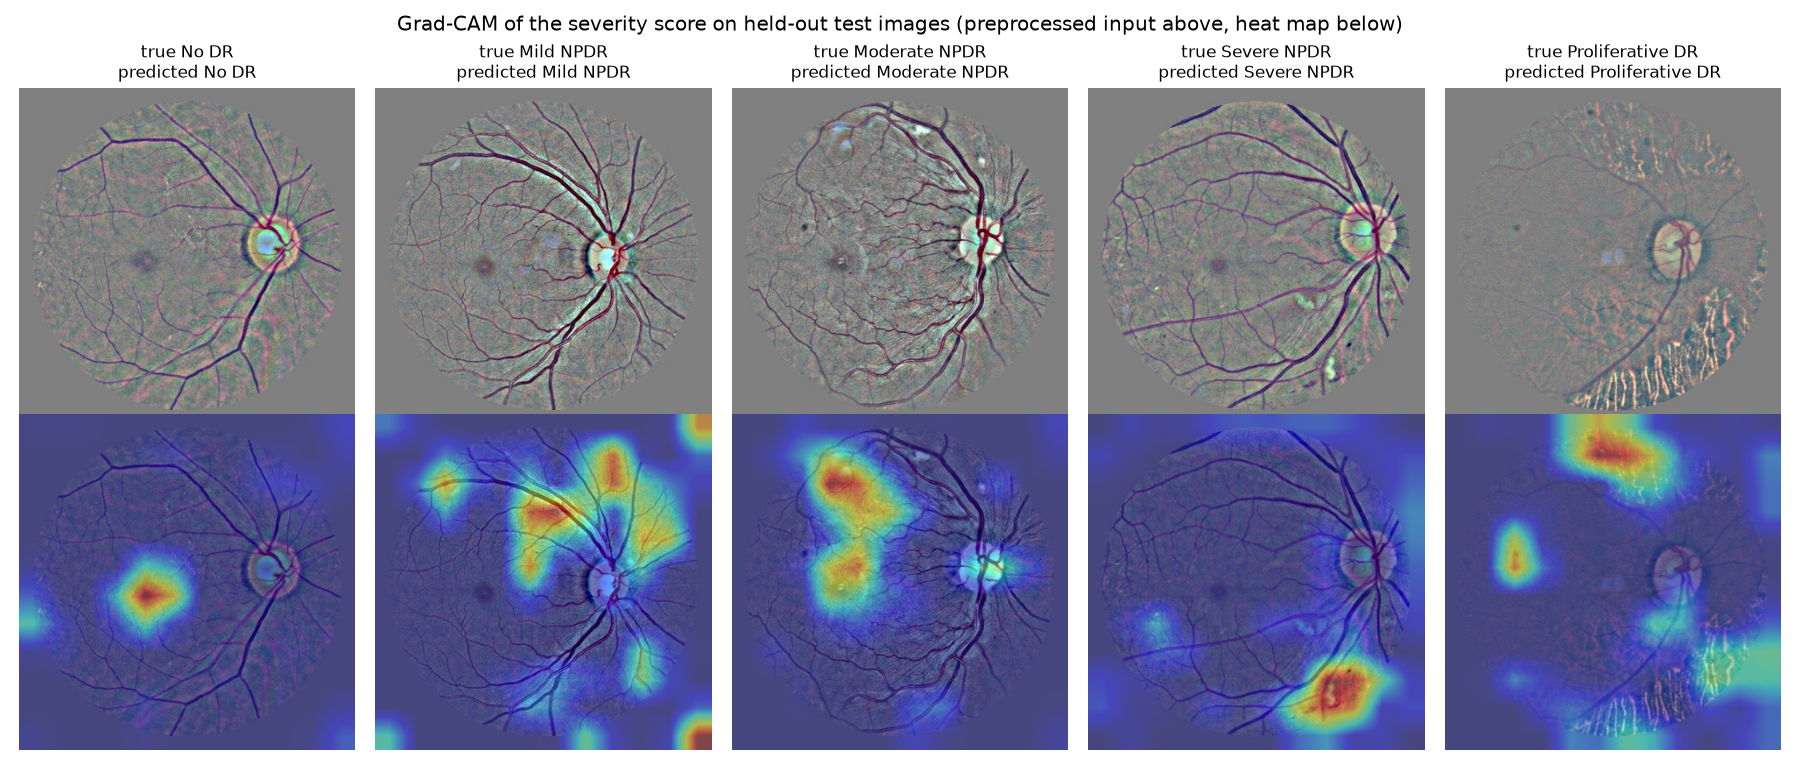 Grad-CAM of the severity score on held-out test images (preprocessed input above, heat map below)
true No DR
predicted No DR
true Mild NPDR
predicted Mild NPDR
true Moderate NPDR
predicted Moderate NPDR
true Severe NPDR
predicted Severe NPDR
true Proliferative DR
predicted Proliferative DR